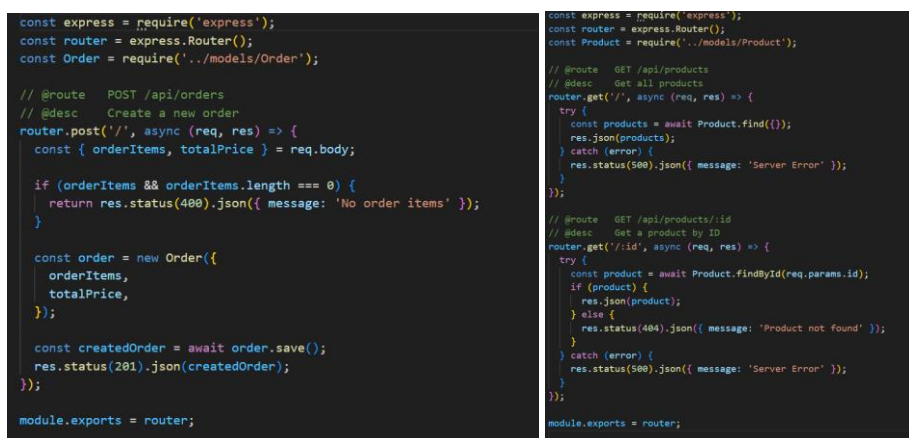 const express = require('express');
const router = express.Router();
const Order = require('../models/Order');

// @route   POST /api/orders
// @desc    Create a new order
router.post('/', async (req, res) => {
  const { orderItems, totalPrice } = req.body;

  if (orderItems && orderItems.length === 0) {
    return res.status(400).json({ message: 'No order items' });
  }

  const order = new Order({
    orderItems,
    totalPrice,
  });

  const createdOrder = await order.save();
  res.status(201).json(createdOrder);
});

module.exports = router;

const express = require('express');
const router = express.Router();
const Product = require('../models/Product');

// @route   GET /api/products
// @desc    Get all products
router.get('/', async (req, res) => {
  try {
    const products = await Product.find({});
    res.json(products);
  } catch (error) {
    res.status(500).json({ message: 'Server Error' });
  }
});

// @route   GET /api/products/:id
// @desc    Get a product by ID
router.get('/:id', async (req, res) => {
  try {
    const product = await Product.findById(req.params.id);
    if (product) {
      res.json(product);
    } else {
      res.status(404).json({ message: 'Product not found' });
    }
  } catch (error) {
    res.status(500).json({ message: 'Server Error' });
  }
});

module.exports = router;